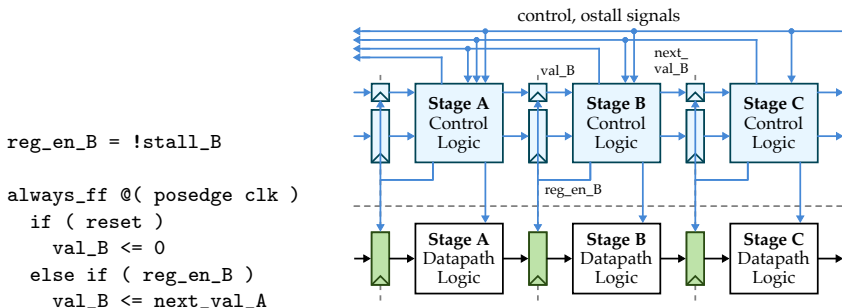 control, ostall signals
val_B
next_
val_B
Stage A
Control
Logic
Stage B
Control
Logic
Stage C
Control
Logic
reg_en_B
Stage A
Datapath
Logic
Stage B
Datapath
Logic
Stage C
Datapath
Logic
reg_en_B = !stall_B
always_ff @( posedge clk )
if ( reset )
val_B <= 0
else if ( reg_en_B )
val_B <= next_val_A